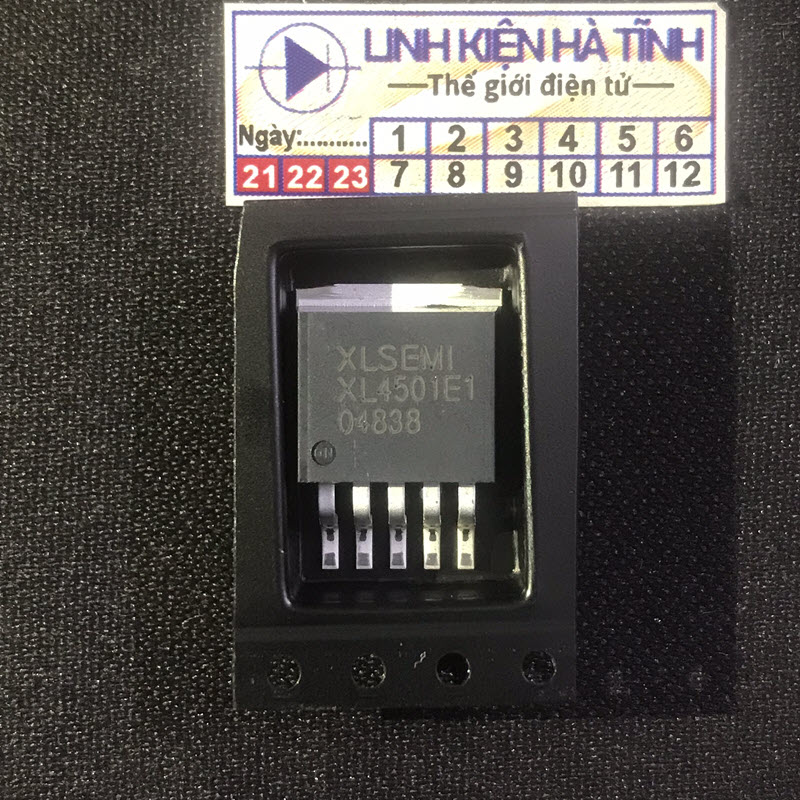 LINH KIỆN HÀ TĨNH
Thế giới điện tử
Ngày:........... 1 2 3 4 5 6
21 22 23 7 8 9 10 11 12
XLSEMI
XL4501E1
04838